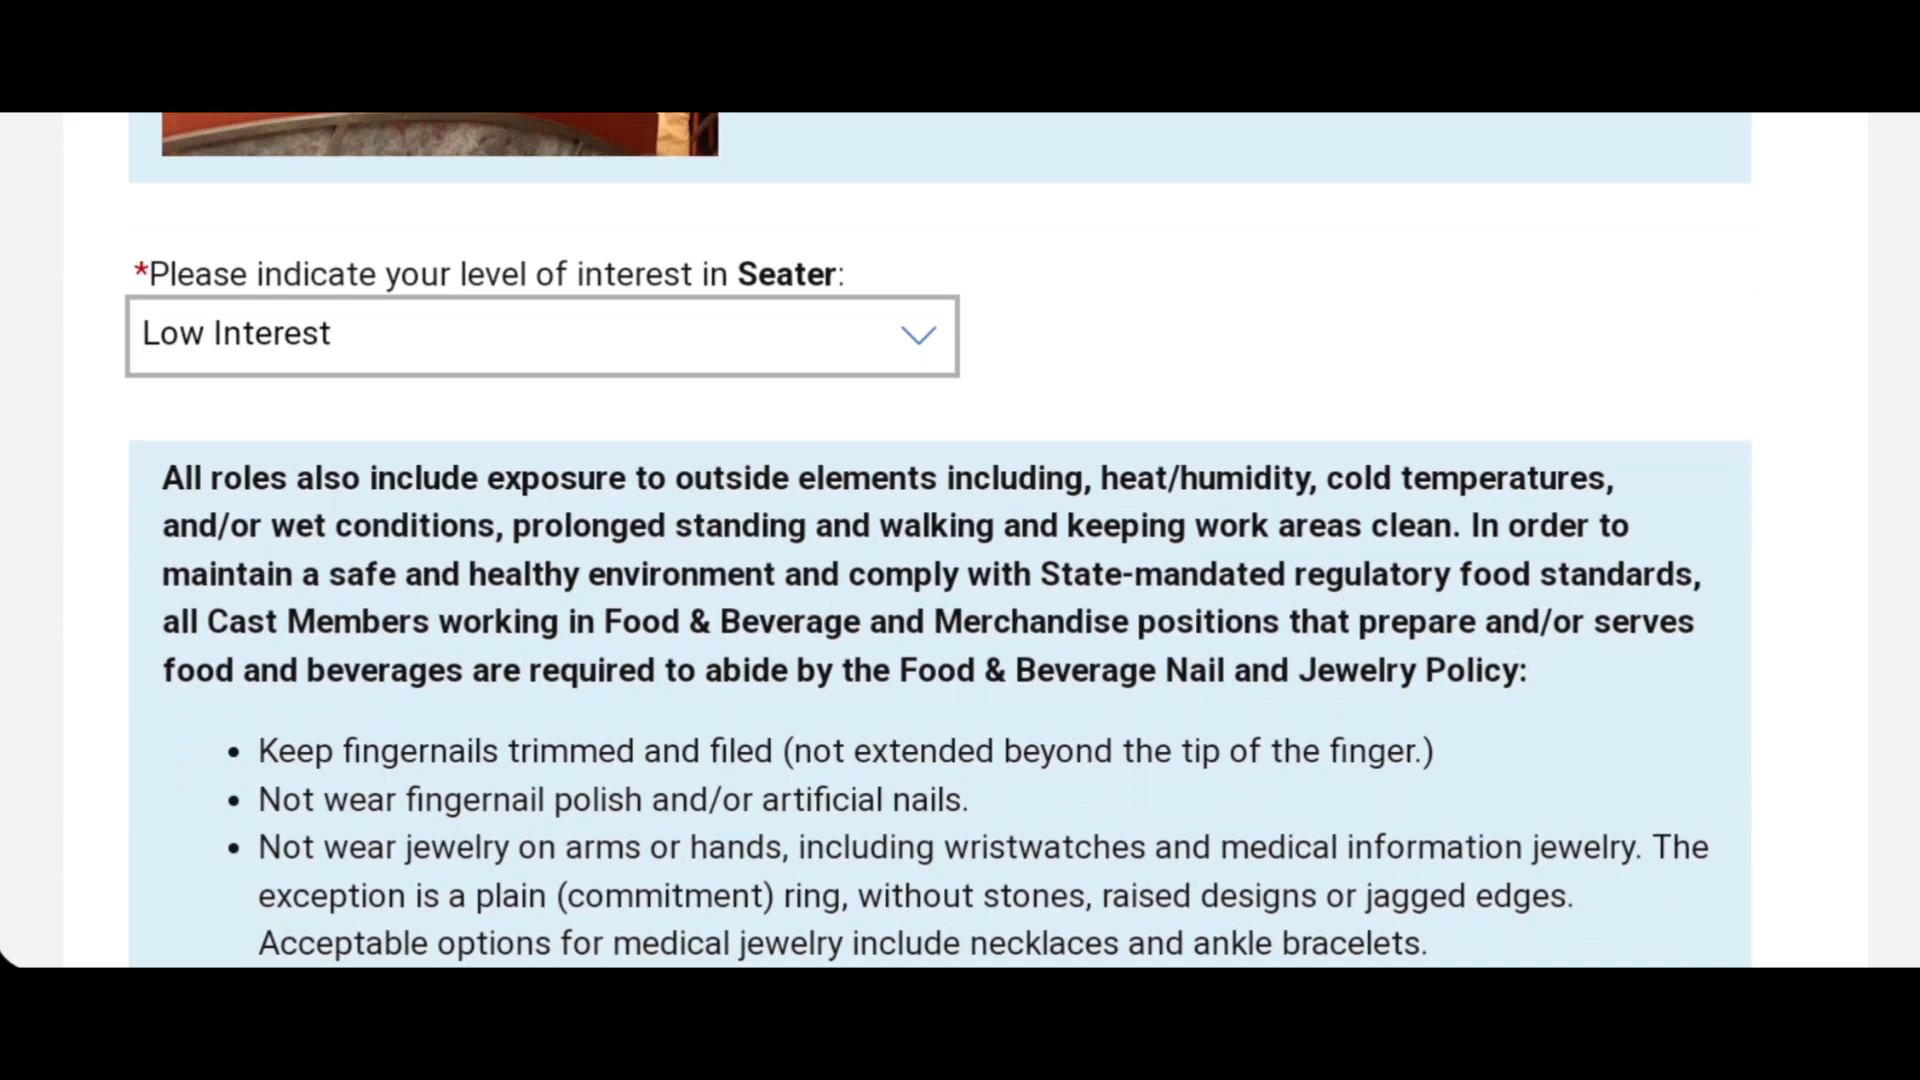 *Please indicate your level of interest in Seater:
Low Interest
All roles also include exposure to outside elements including, heat/humidity, cold temperatures,
and/or wet conditions, prolonged standing and walking and keeping work areas clean. In order to
maintain a safe and healthy environment and comply with State-mandated regulatory food standards,
all Cast Members working in Food & Beverage and Merchandise positions that prepare and/or serves
food and beverages are required to abide by the Food & Beverage Nail and Jewelry Policy:
• Keep fingernails trimmed and filed (not extended beyond the tip of the finger.)
• Not wear fingernail polish and/or artificial nails.
• Not wear jewelry on arms or hands, including wristwatches and medical information jewelry. The
exception is a plain (commitment) ring, without stones, raised designs or jagged edges.
Acceptable options for medical jewelry include necklaces and ankle bracelets.